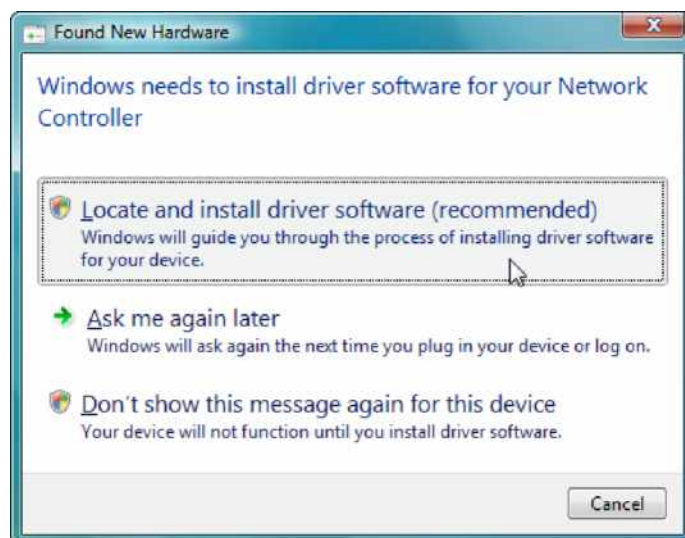 Found New Hardware
Windows needs to install driver software for your Network
Controller
Locate and install driver software (recommended)
Windows will guide you through the process of installing driver software
for your device.
Ask me again later
Windows will ask again the next time you plug in your device or log on.
Don't show this message again for this device
Your device will not function until you install driver software.
Cancel